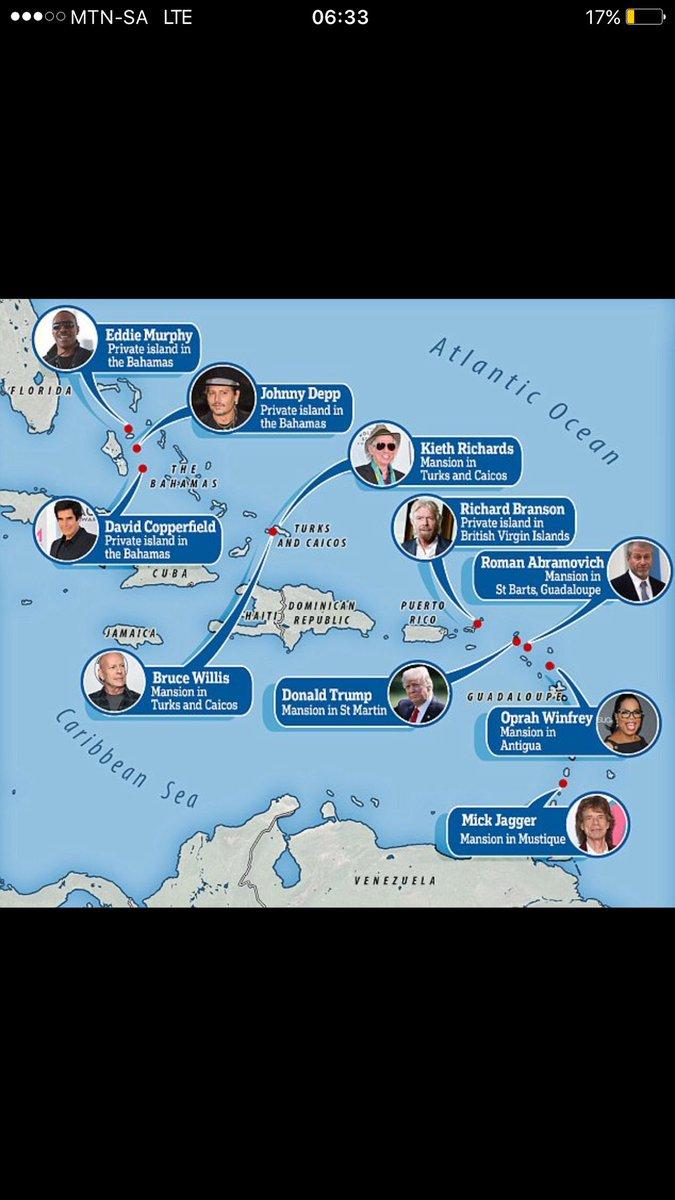 MTN-SA LTE 06:33 17%
Eddie Murphy
Private island in
the Bahamas
FLORIDA
Johnny Depp
Private island in
the Bahamas
Atlantic Ocean
Kieth Richards
Mansion in
Turks and Caicos
THE
BAHAMAS
David Copperfield
Private island in
the Bahamas
TURKS
AND CAICOS
Richard Branson
Private island in
British Virgin Islands
Roman Abramovich
Mansion in
St Barts, Guadaloupe
CUBA
HAITI
DOMINICAN
REPUBLIC
PUERTO
RICO
JAMAICA
Bruce Willis
Mansion in
Turks and Caicos
Donald Trump
Mansion in St Martin
GUADALOUPE
Oprah Winfrey
Mansion in
Antigua
Caribbean Sea
Mick Jagger
Mansion in Mustique
VENEZUELA